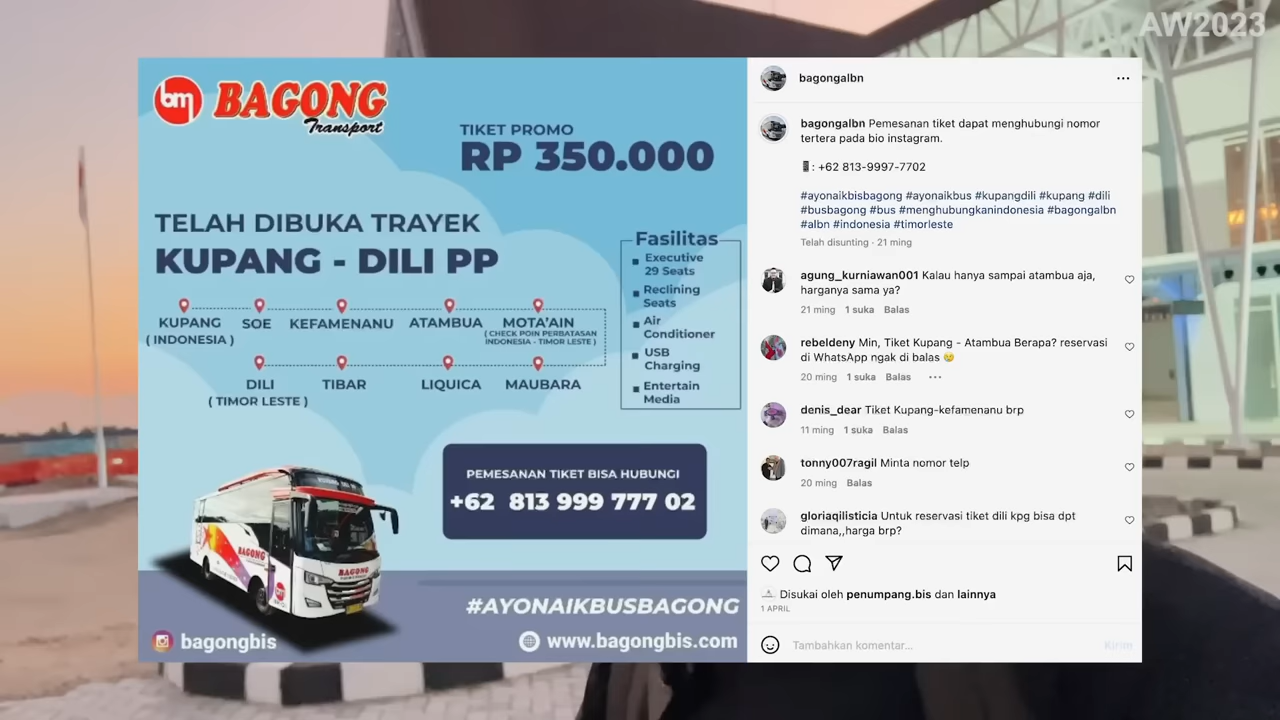 AW2023
bm BAGONG
Transport
TIKET PROMO
RP 350.000
TELAH DIBUKA TRAYEK
KUPANG - DILI PP
KUPANG
( INDONESIA )
SOE
KEFAMENANU
ATAMBUA
MOTA'AIN
( CHECK POIN PERBATASAN
INDONESIA - TIMOR LESTE )
DILI
( TIMOR LESTE )
TIBAR
LIQUICA
MAUBARA
Fasilitas
Executive
29 Seats
Reclining
Seats
Air
Conditioner
USB
Charging
Entertain
Media
PEMESANAN TIKET BISA HUBUNGI
+62 813 999 777 02
BAGONG
BAGONG
#AYONAIKBUSBAGONG
bagongbis
www.bagongbis.com
bagongalbn
bagongalbn Pemesanan tiket dapat menghubungi nomor
tertera pada bio instagram.
: +62 813-9997-7702
#ayonaikbisbagong #ayonaikbus #kupangdili #kupang #dili
#busbagong #bus #menghubungkanindonesia #bagongalbn
#albn #indonesia #timorleste
Telah disunting · 21 ming
agung_kurniawan001 Kalau hanya sampai atambua aja,
harganya sama ya?
21 ming 1 suka Balas
rebeldeny Min, Tiket Kupang - Atambua Berapa? reservasi
di WhatsApp ngak di balas 😢
20 ming 1 suka Balas
denis_dear Tiket Kupang-kefamenanu brp
11 ming 1 suka Balas
tonny007ragil Minta nomor telp
20 ming Balas
gloriaqilisticia Untuk reservasi tiket dili kpg bisa dpt
dimana,,harga brp?
Disukai oleh penumpang.bis dan lainnya
1 APRIL
Tambahkan komentar...
Kirim